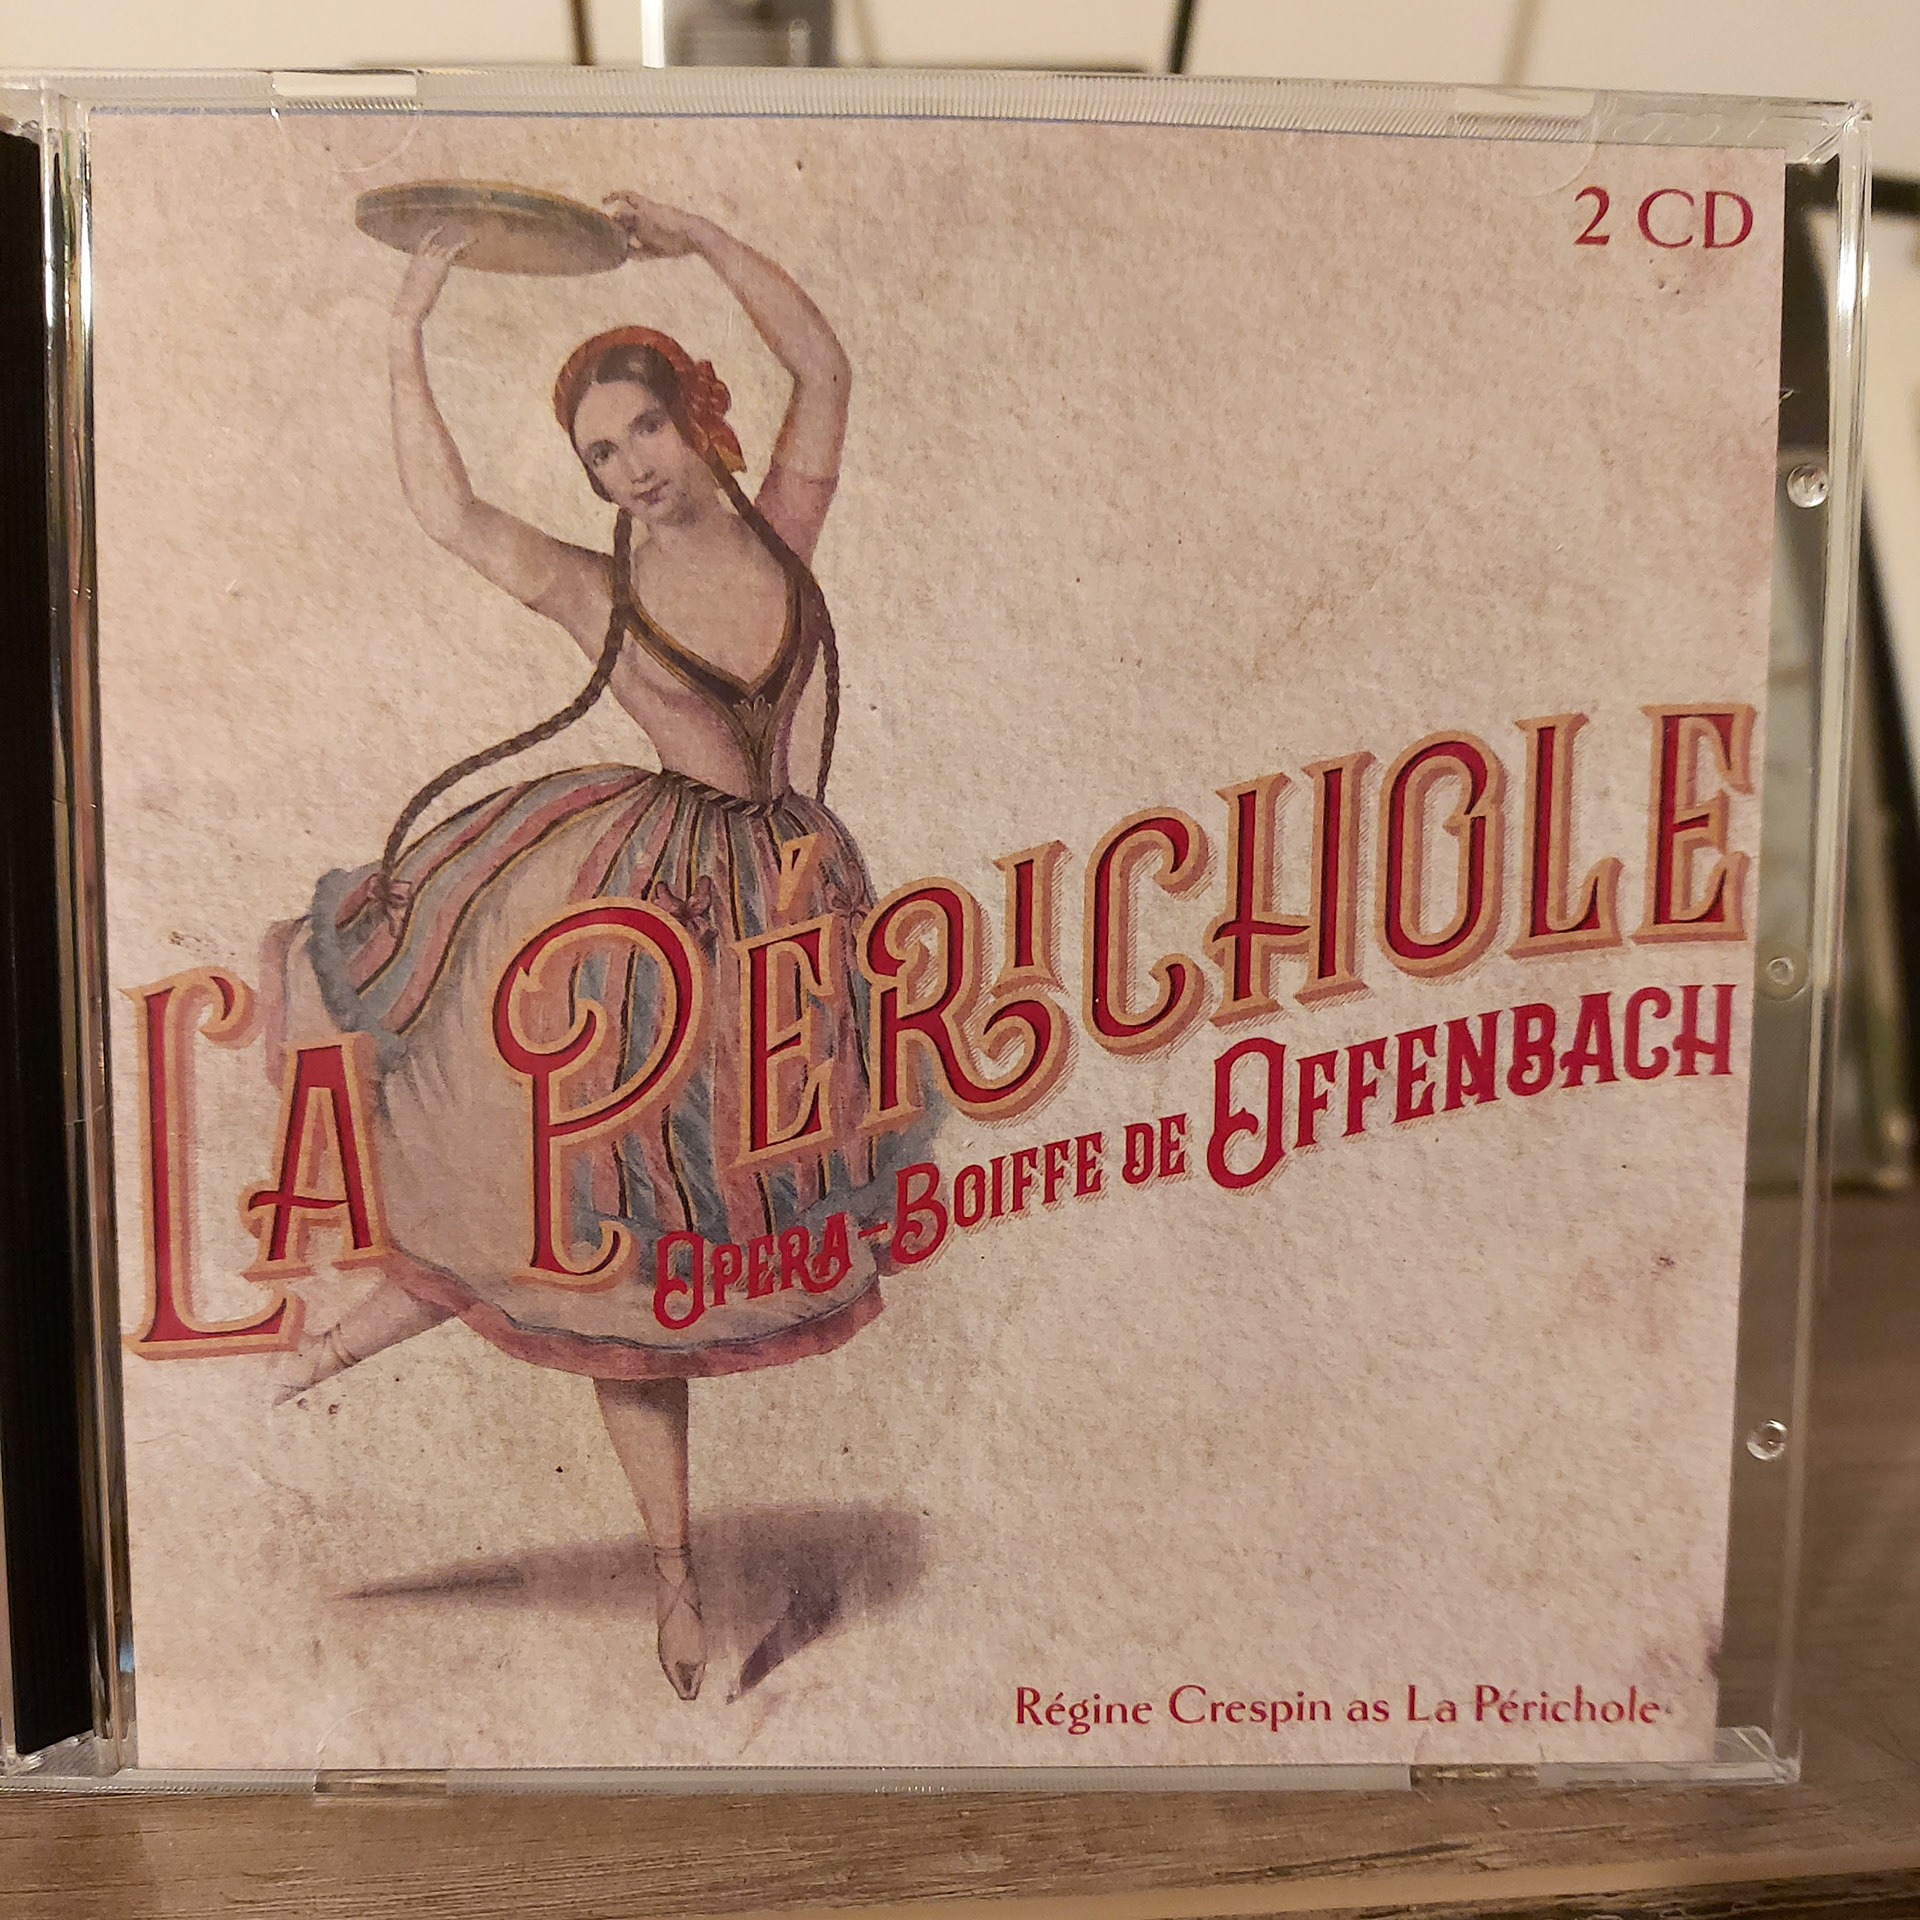 2 CD
LA PÉRICHOLE
OPERA-BOIFFE DE OFFENBACH
Régine Crespin as La Périchole